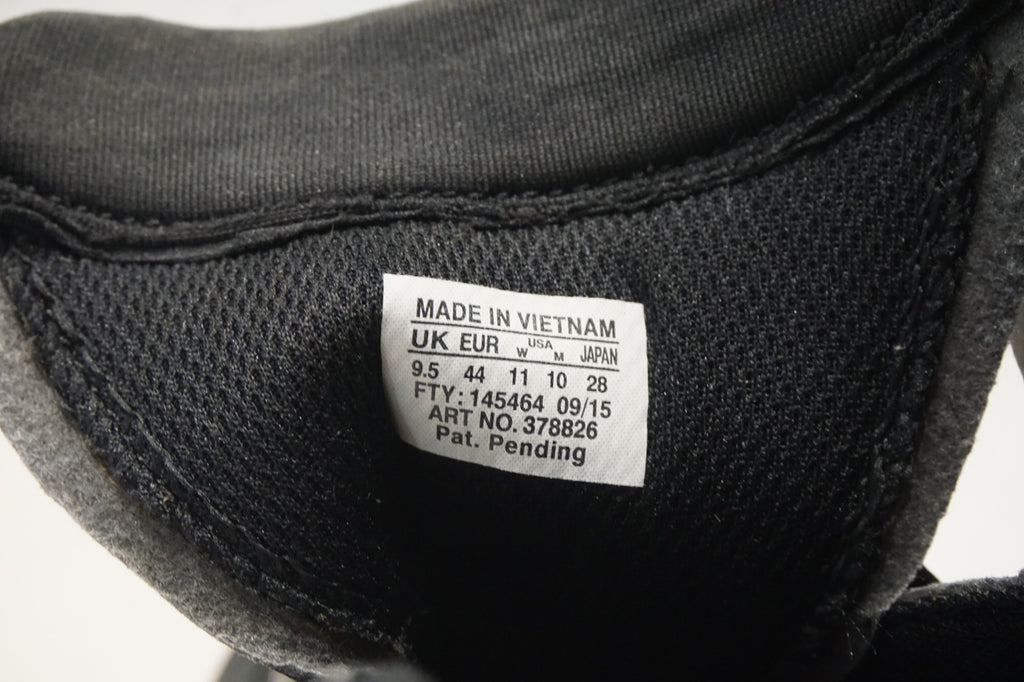 MADE IN VIETNAM
UK EUR W USA M JAPAN
9.5 44 11 10 28
FTY: 145464 09/15
ART NO. 378826
Pat. Pending